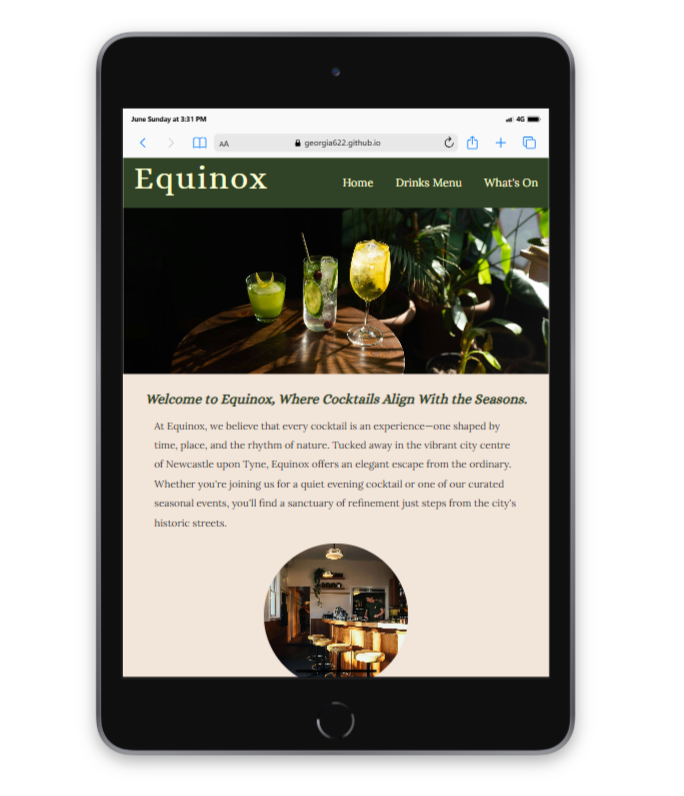 June Sunday at 3:31 PM
4G
AA
georgia622.github.io
Equinox
Home Drinks Menu What's On
Welcome to Equinox, Where Cocktails Align With the Seasons.
At Equinox, we believe that every cocktail is an experience—one shaped by
time, place, and the rhythm of nature. Tucked away in the vibrant city centre
of Newcastle upon Tyne, Equinox offers an elegant escape from the ordinary.
Whether you're joining us for a quiet evening cocktail or one of our curated
seasonal events, you'll find a sanctuary of refinement just steps from the city's
historic streets.